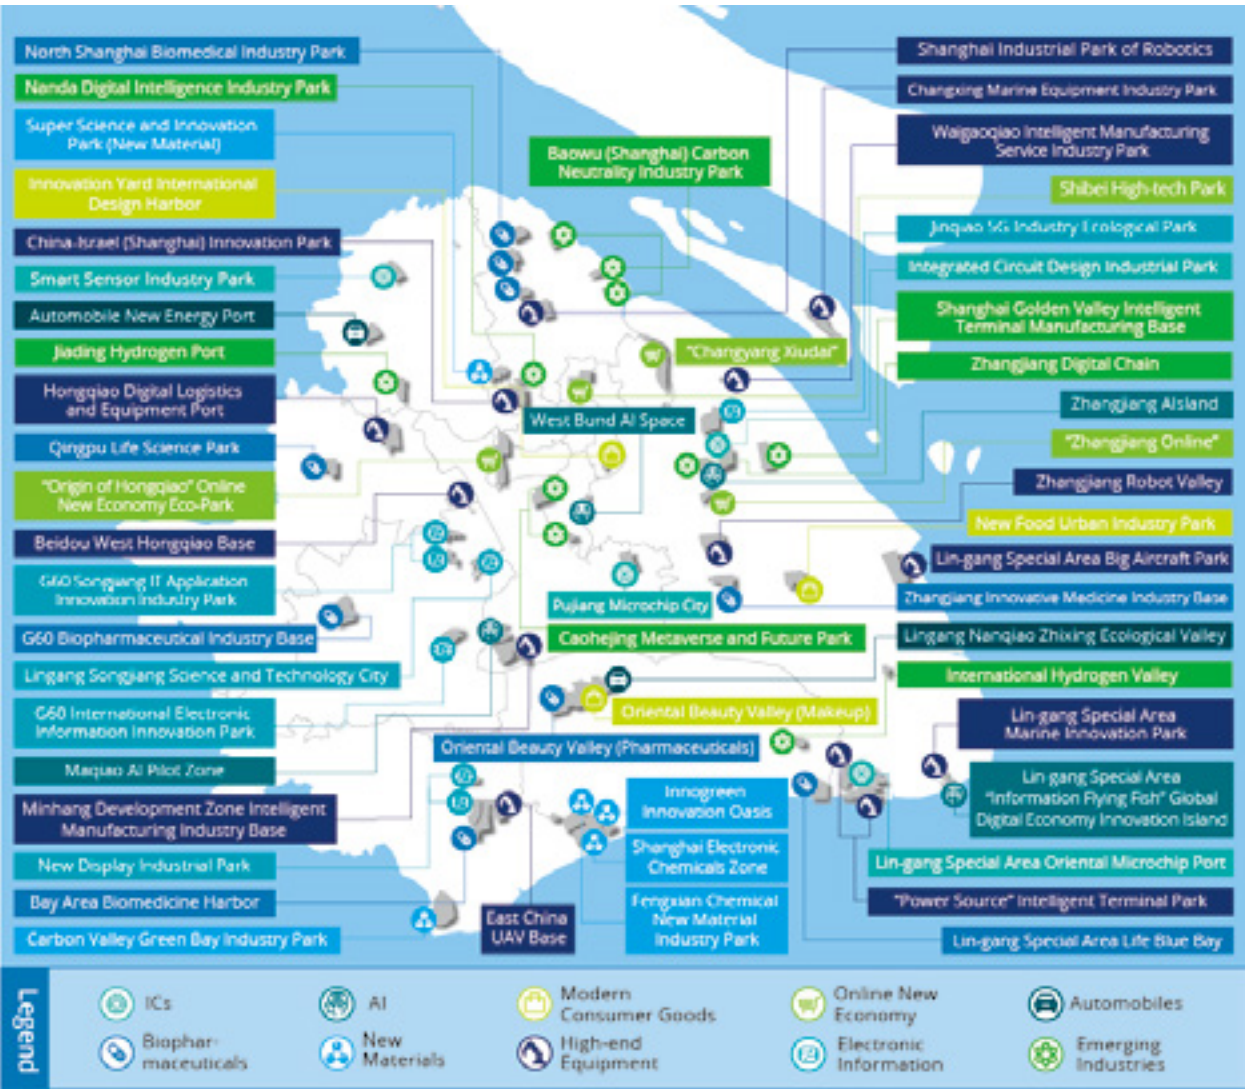 North Shanghai Biomedical Industry Park
Nanda Digital Intelligence Industry Park
Super Science and Innovation
Park (New Material)
Innovation Yard International
Design Harbor
China-Israel (Shanghai) Innovation Park
Smart Sensor Industry Park
Automobile New Energy Port
Jiading Hydrogen Port
Hongqiao Digital Logistics
and Equipment Port
Qingpu Life Science Park
"Origin of Hongqiao" Online
New Economy Eco-Park
Beidou West Hongqiao Base
G60 Songjiang IT Application
Innovation Industry Park
G60 Biopharmaceutical Industry Base
Lingang Songjiang Science and Technology City
G60 International Electronic
Information Innovation Park
Maqiao AI Pilot Zone
Minhang Development Zone Intelligent
Manufacturing Industry Base
New Display Industrial Park
Bay Area Biomedicine Harbor
Carbon Valley Green Bay Industry Park
Baowu (Shanghai) Carbon
Neutrality Industry Park
"Changyang Xiudai"
West Bund AI Space
Pujiang Microchip City
Caohejing Metaverse and Future Park
Oriental Beauty Valley (Makeup)
Oriental Beauty Valley (Pharmaceuticals)
Innogreen
Innovation Oasis
Shanghai Electronic
Chemicals Zone
Fengxian Chemical
New Material
Industry Park
East China
UAV Base
Shanghai Industrial Park of Robotics
Changxing Marine Equipment Industry Park
Waigaoqiao Intelligent Manufacturing
Service Industry Park
Shibei High-tech Park
Jinqiao 5G Industry Ecological Park
Integrated Circuit Design Industrial Park
Shanghai Golden Valley Intelligent
Terminal Manufacturing Base
Zhangjiang Digital Chain
Zhangjiang AIsland
"Zhangjiang Online"
Zhangjiang Robot Valley
New Food Urban Industry Park
Lin-gang Special Area Big Aircraft Park
Zhangjiang Innovative Medicine Industry Base
Lingang Nanqiao Zhixing Ecological Valley
International Hydrogen Valley
Lin-gang Special Area
Marine Innovation Park
Lin-gang Special Area
"Information Flying Fish" Global
Digital Economy Innovation Island
Lin-gang Special Area Oriental Microchip Port
"Power Source" Intelligent Terminal Park
Lin-gang Special Area Life Blue Bay
Legend
ICs
AI
Modern
Consumer Goods
Online New
Economy
Automobiles
Biophar-
maceuticals
New
Materials
High-end
Equipment
Electronic
Information
Emerging
Industries